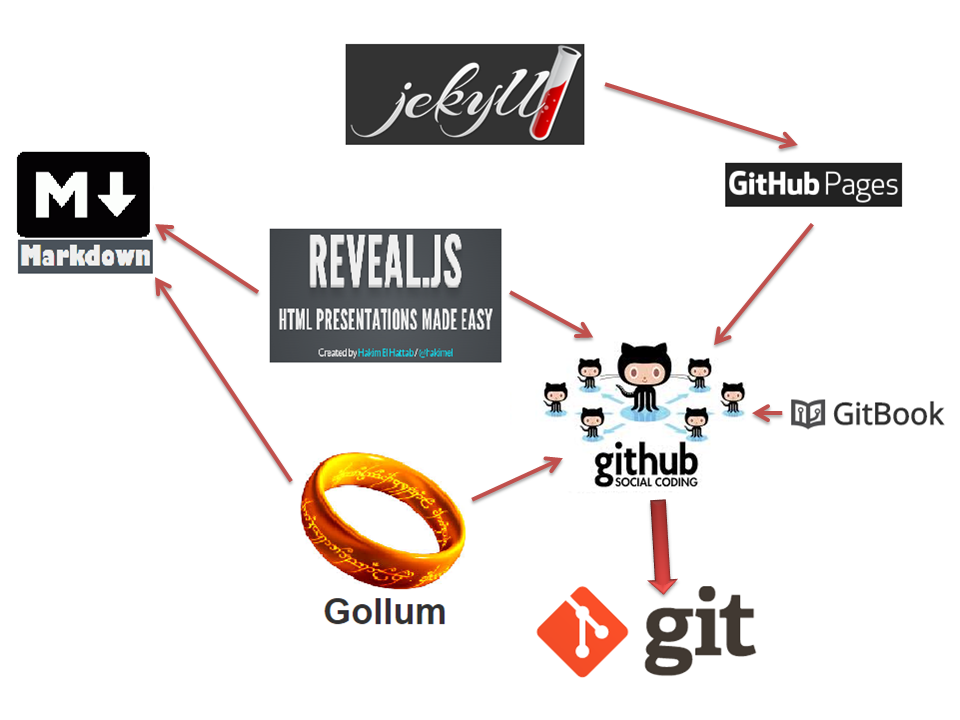 jekyll
GitHub Pages
M
Markdown
REVEAL.JS
HTML PRESENTATIONS MADE EASY
Created by Hakim El Hattab / @hakimel
GitBook
github
SOCIAL CODING
Gollum
git